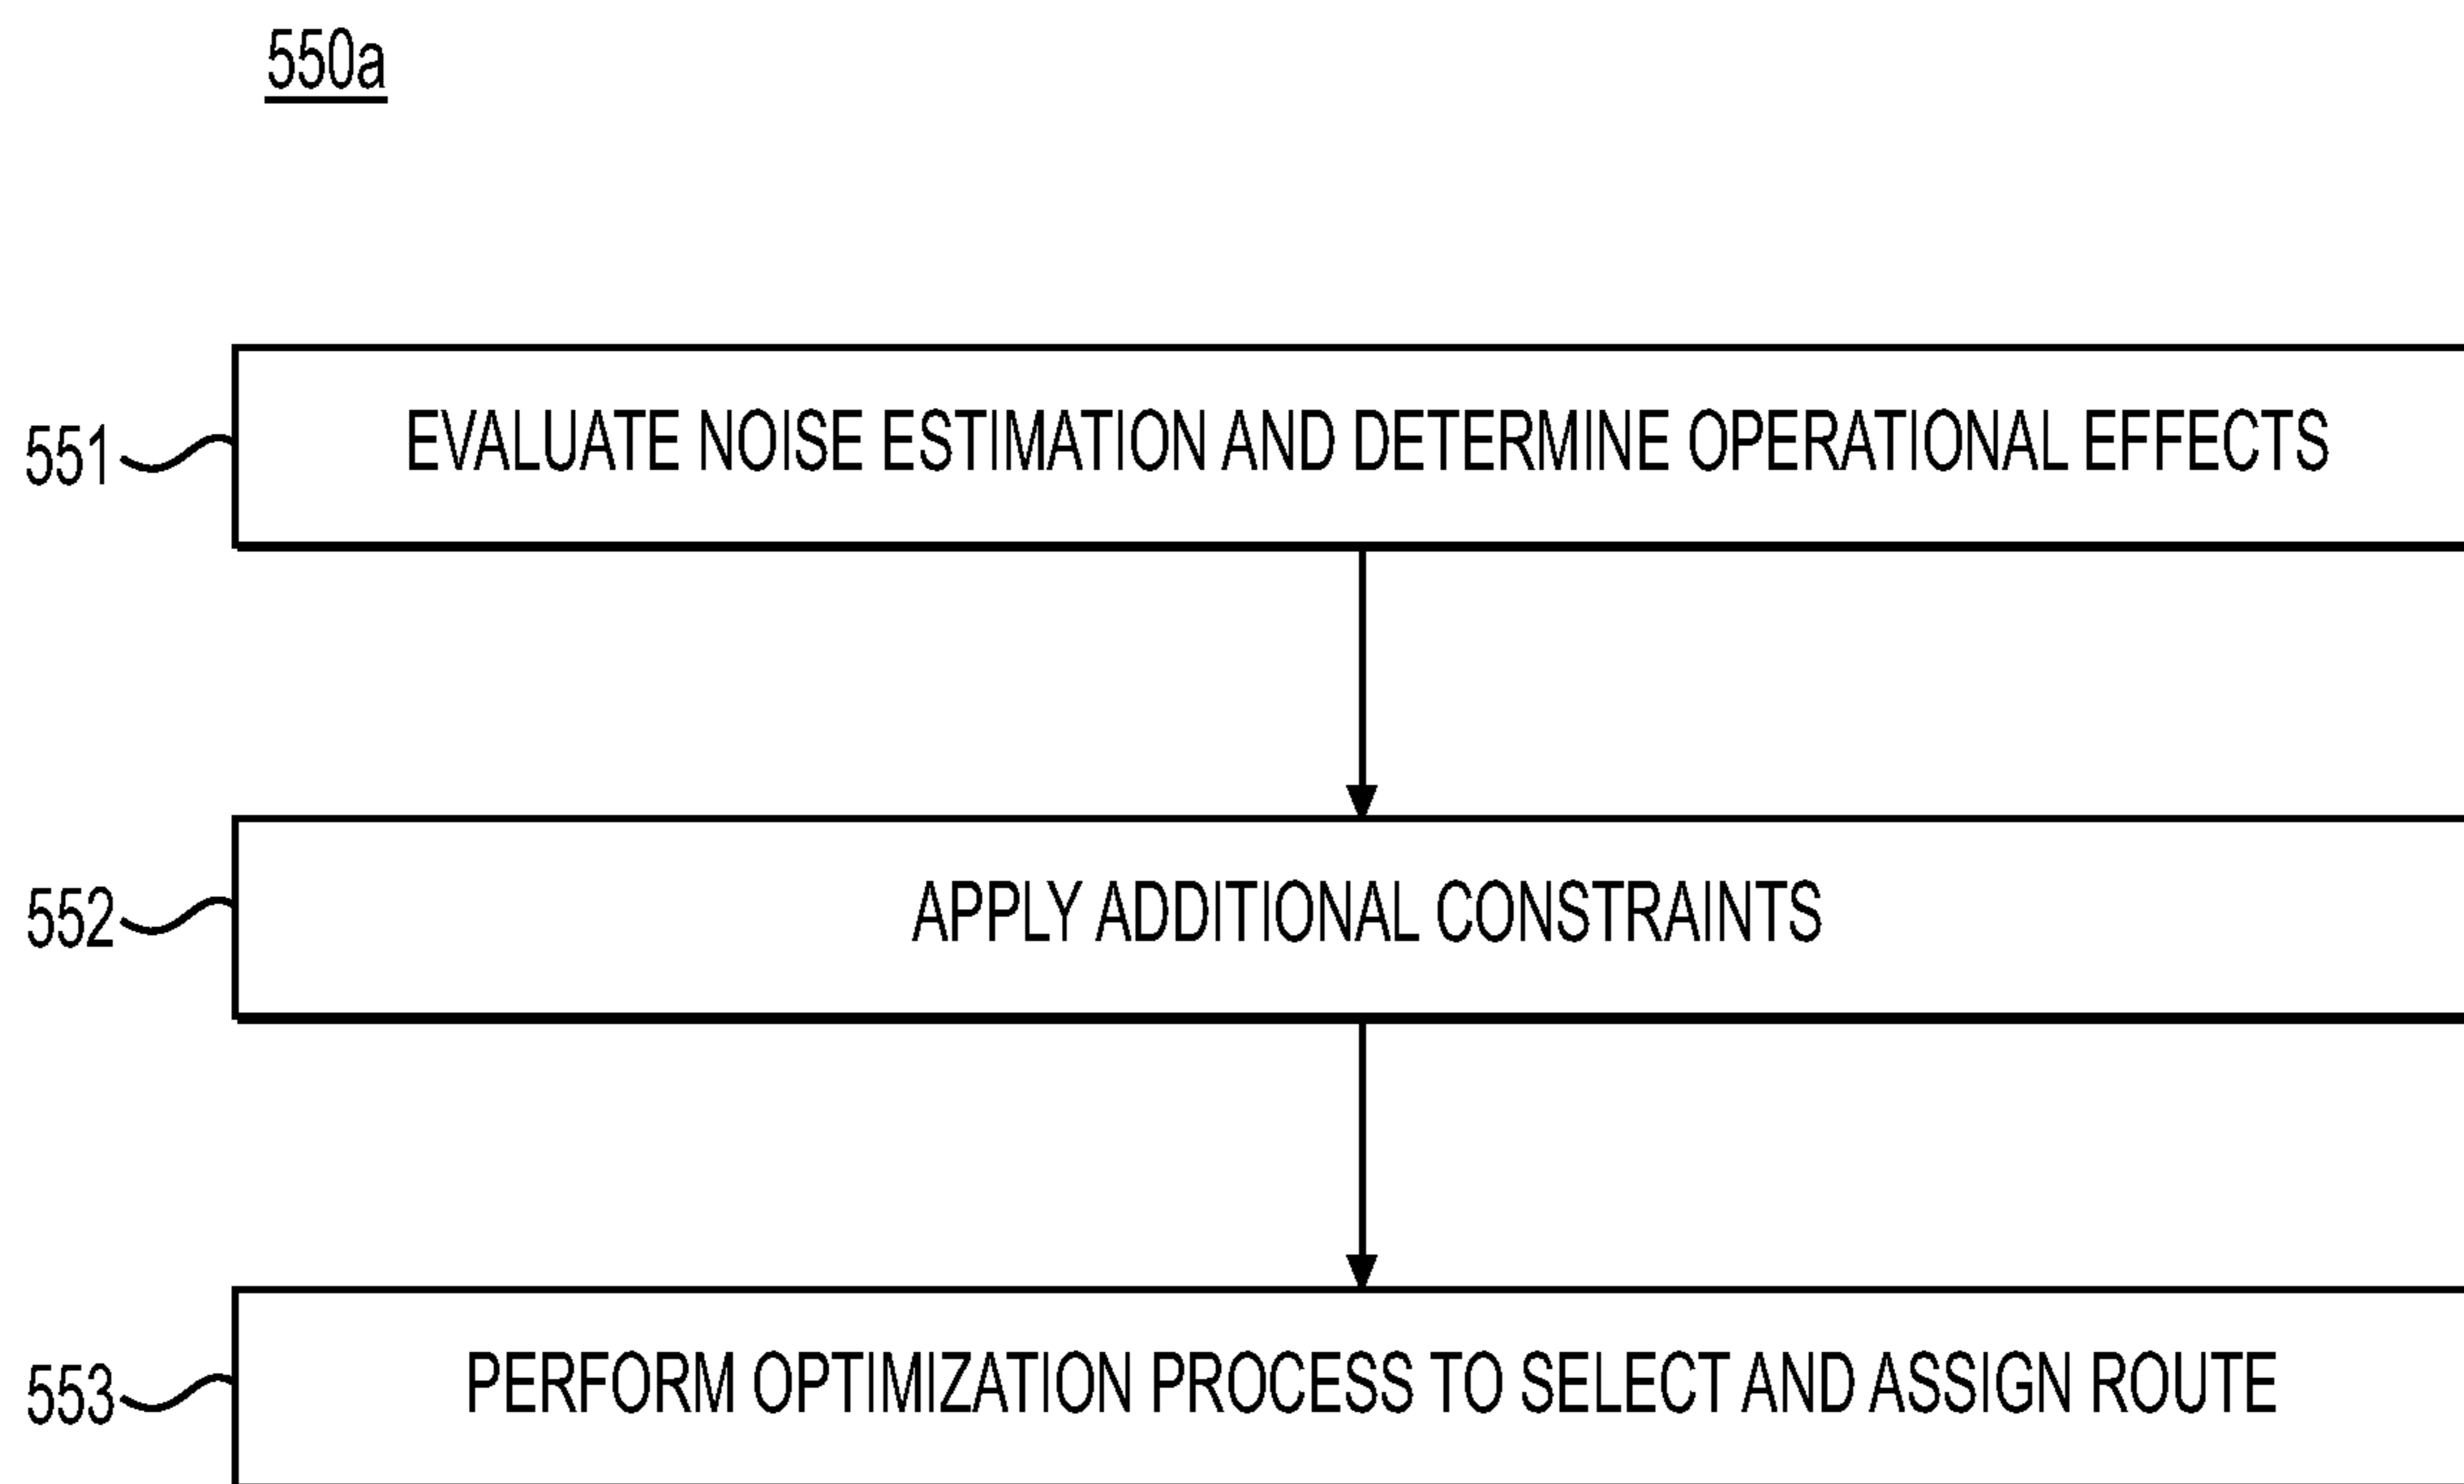 550a
551
EVALUATE NOISE ESTIMATION AND DETERMINE OPERATIONAL EFFECTS
552
APPLY ADDITIONAL CONSTRAINTS
553
PERFORM OPTIMIZATION PROCESS TO SELECT AND ASSIGN ROUTE